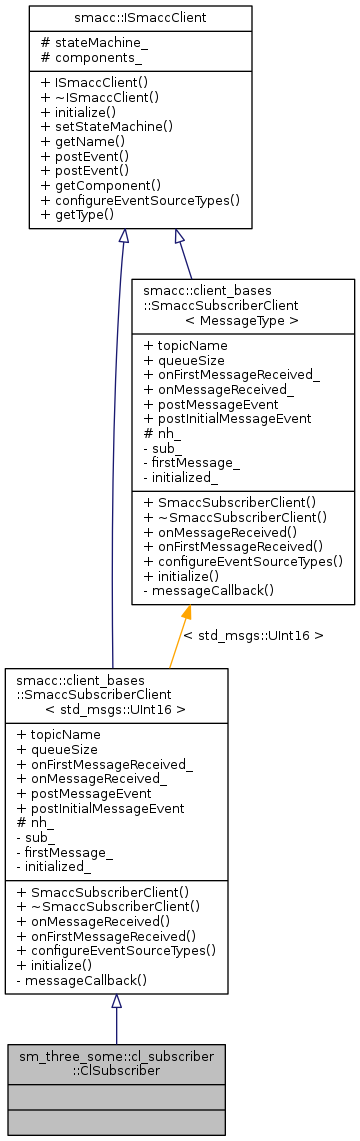 smacc::ISmaccClient
# stateMachine_
# components_
+ ISmaccClient()
+ ~ISmaccClient()
+ initialize()
+ setStateMachine()
+ getName()
+ postEvent()
+ postEvent()
+ getComponent()
+ configureEventSourceTypes()
+ getType()
smacc::client_bases
::SmaccSubscriberClient
< MessageType >
+ topicName
+ queueSize
+ onFirstMessageReceived_
+ onMessageReceived_
+ postMessageEvent
+ postInitialMessageEvent
# nh_
- sub_
- firstMessage_
- initialized_
+ SmaccSubscriberClient()
+ ~SmaccSubscriberClient()
+ onMessageReceived()
+ onFirstMessageReceived()
+ configureEventSourceTypes()
+ initialize()
- messageCallback()
< std_msgs::UInt16 >
smacc::client_bases
::SmaccSubscriberClient
< std_msgs::UInt16 >
+ topicName
+ queueSize
+ onFirstMessageReceived_
+ onMessageReceived_
+ postMessageEvent
+ postInitialMessageEvent
# nh_
- sub_
- firstMessage_
- initialized_
+ SmaccSubscriberClient()
+ ~SmaccSubscriberClient()
+ onMessageReceived()
+ onFirstMessageReceived()
+ configureEventSourceTypes()
+ initialize()
- messageCallback()
sm_three_some::cl_subscriber
::ClSubscriber